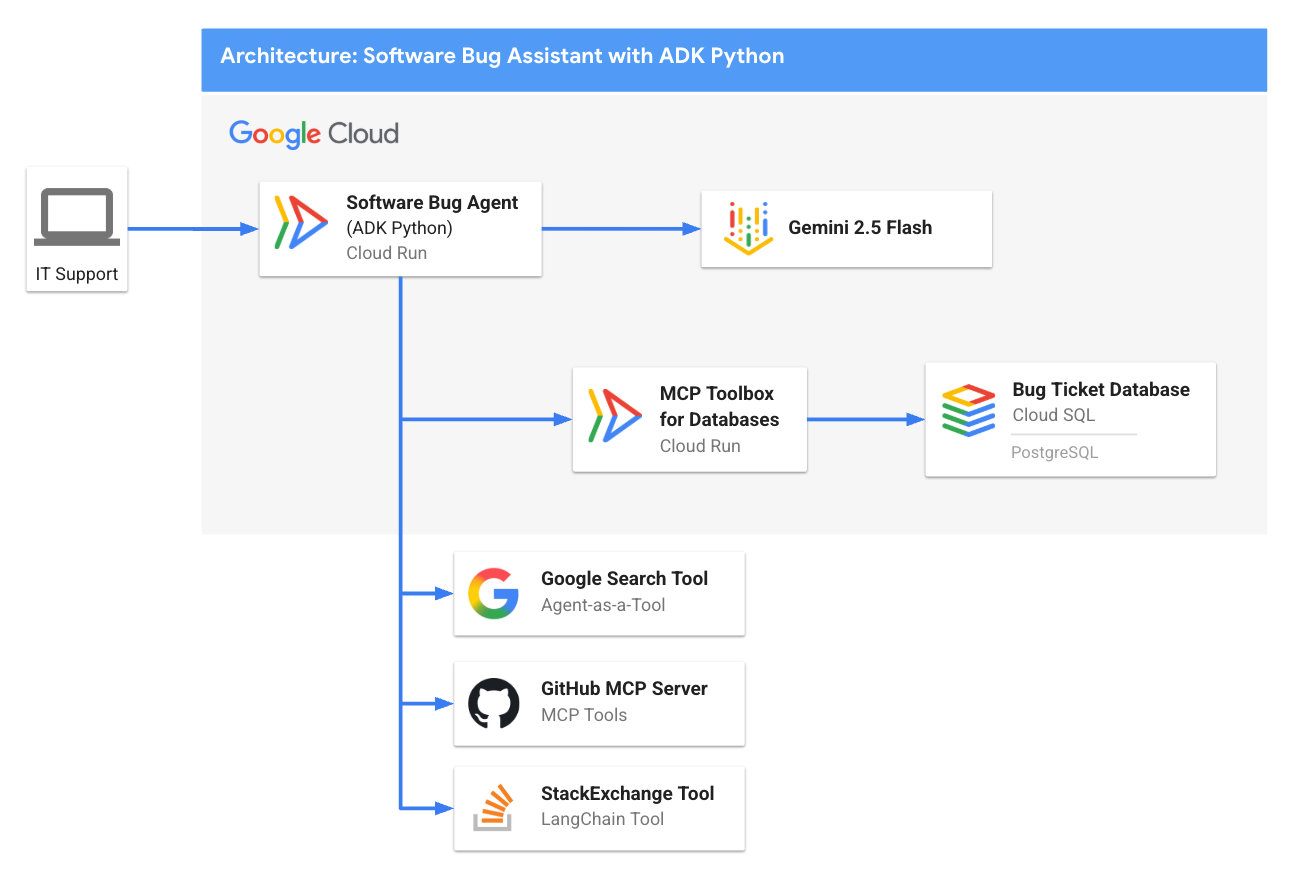 Architecture: Software Bug Assistant with ADK Python
Google Cloud
IT Support
Software Bug Agent
(ADK Python)
Cloud Run
Gemini 2.5 Flash
MCP Toolbox
for Databases
Cloud Run
Bug Ticket Database
Cloud SQL
PostgreSQL
Google Search Tool
Agent-as-a-Tool
GitHub MCP Server
MCP Tools
StackExchange Tool
LangChain Tool